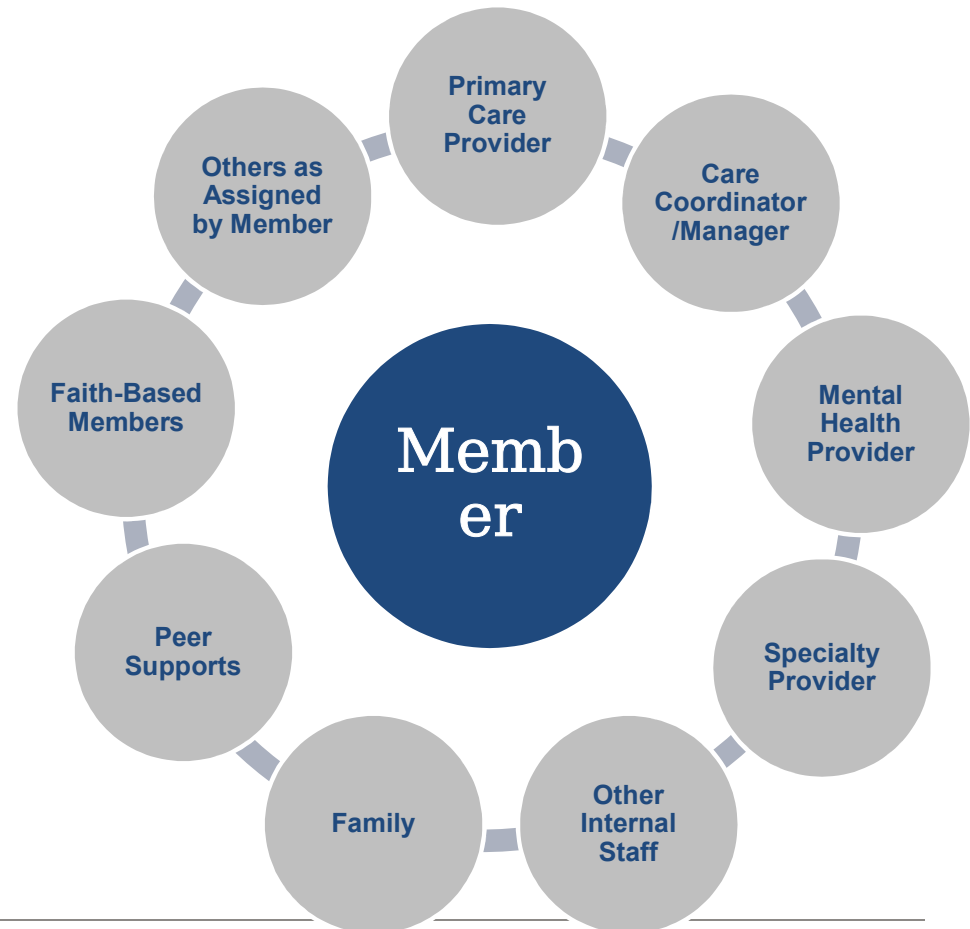 Primary
Care
Provider
Care
Coordinator
/Manager
Mental
Health
Provider
Specialty
Provider
Other
Internal
Staff
Family
Peer
Supports
Faith-Based
Members
Others as
Assigned
by Member
Memb
er